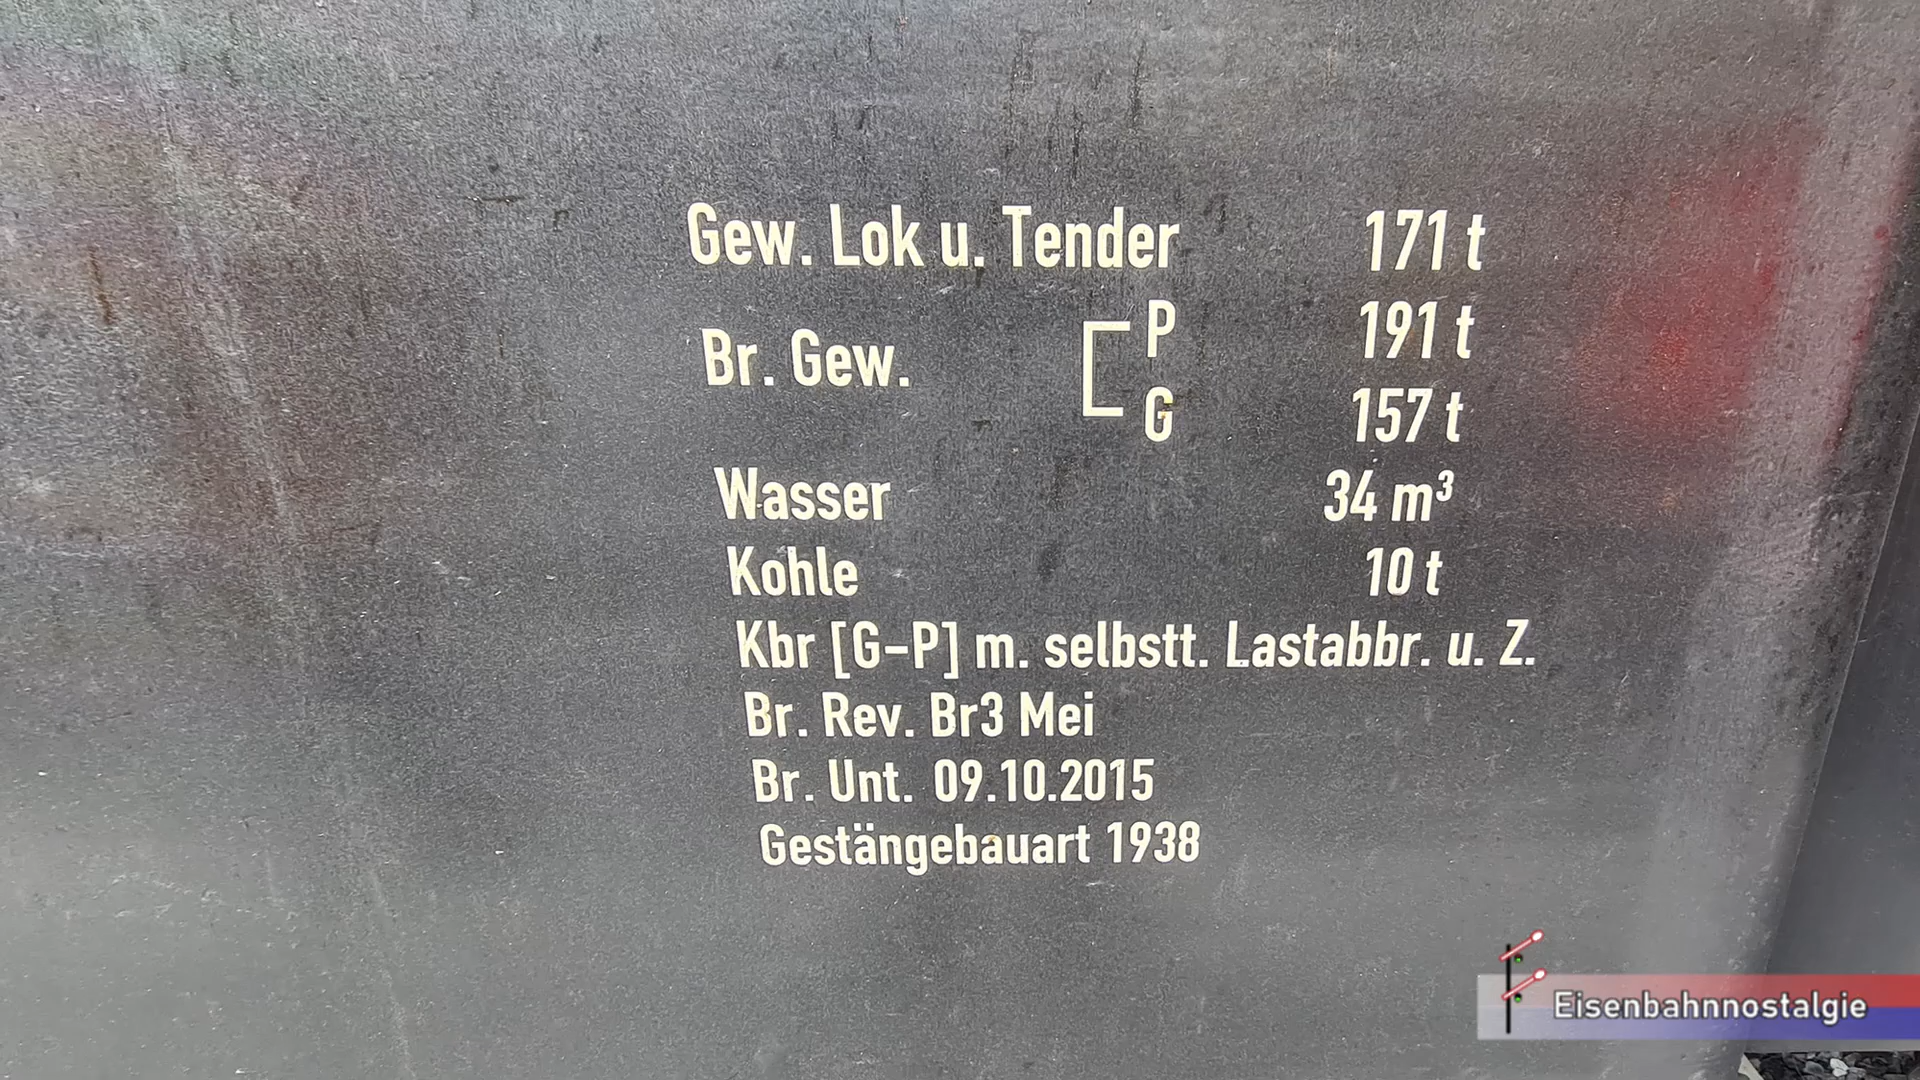 Gew. Lok u. Tender 171 t
P 191 t
Br. Gew.
G 157 t
Wasser 34 m³
Kohle 10 t
Kbr [G-P] m. selbstt. Lastabbr. u. Z.
Br. Rev. Br3 Mei
Br. Unt. 09.10.2015
Gestängebauart 1938
Eisenbahnnostalgie